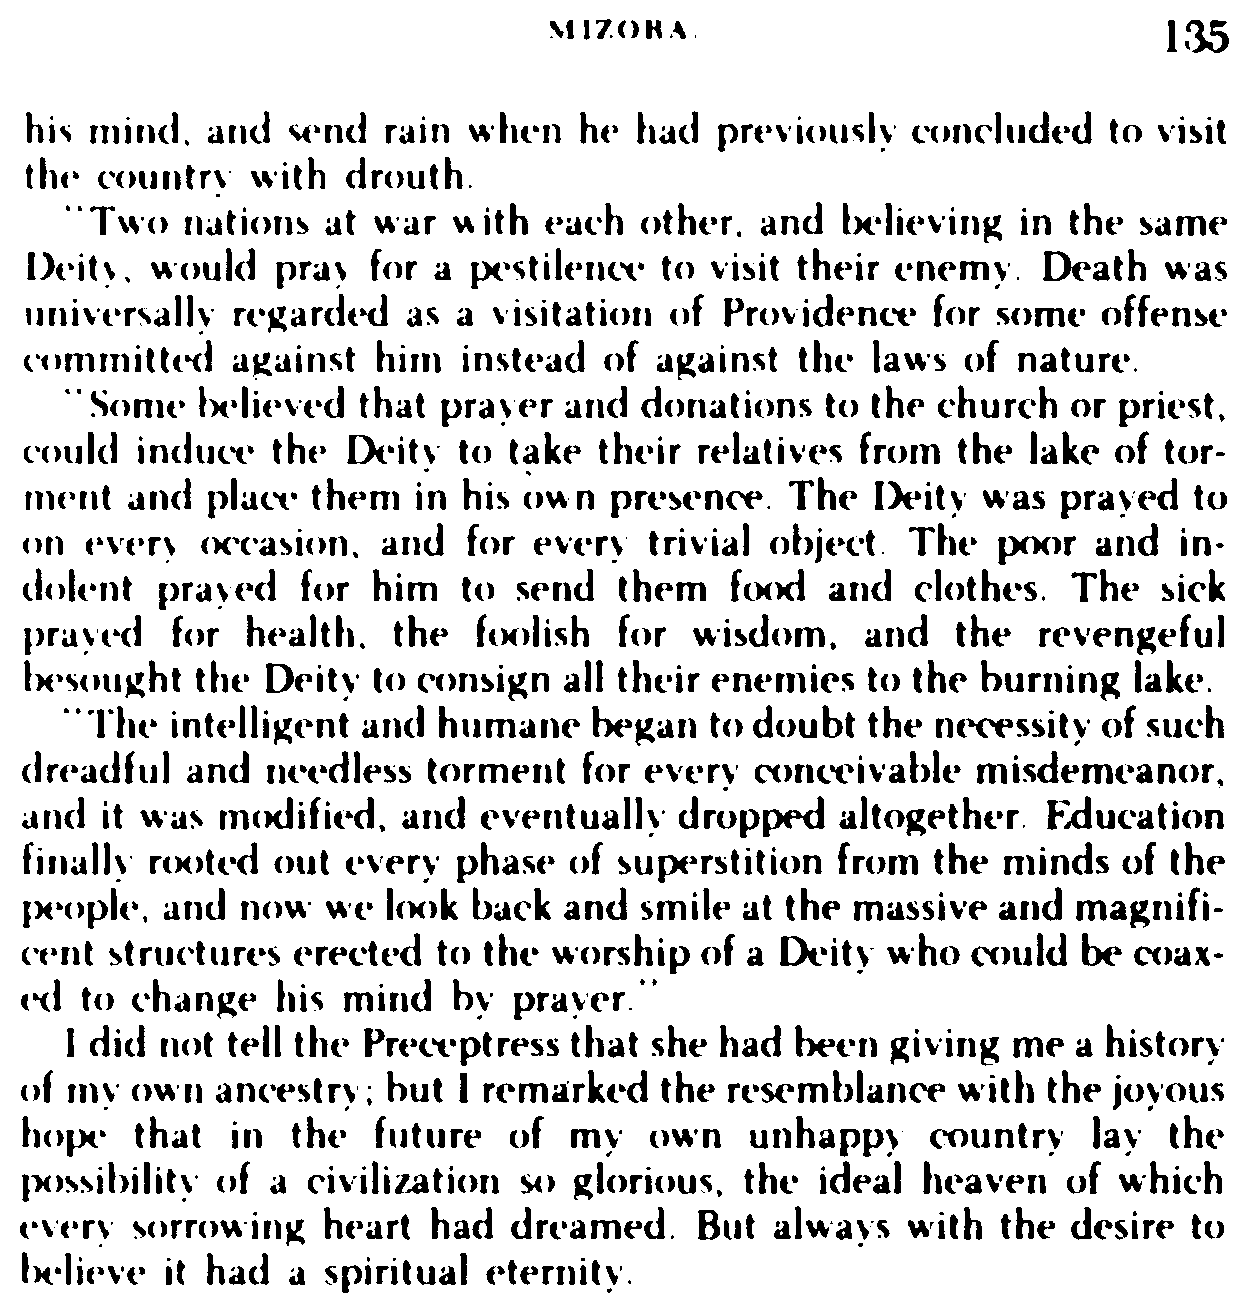 MIZORA. 135
his mind, and send rain when he had previously concluded to visit
the country with drouth.
"Two nations at war with each other, and believing in the same
Deity, would pray for a pestilence to visit their enemy. Death was
universally regarded as a visitation of Providence for some offense
committed against him instead of against the laws of nature.
"Some believed that prayer and donations to the church or priest,
could induce the Deity to take their relatives from the lake of tor-
ment and place them in his own presence. The Deity was prayed to
on every occasion, and for every trivial object. The poor and in-
dolent prayed for him to send them food and clothes. The sick
prayed for health, the foolish for wisdom, and the revengeful
besought the Deity to consign all their enemies to the burning lake.
"The intelligent and humane began to doubt the necessity of such
dreadful and needless torment for every conceivable misdemeanor,
and it was modified, and eventually dropped altogether. Education
finally rooted out every phase of superstition from the minds of the
people, and now we look back and smile at the massive and magnifi-
cent structures erected to the worship of a Deity who could be coax-
ed to change his mind by prayer."
I did not tell the Preceptress that she had been giving me a history
of my own ancestry; but I remarked the resemblance with the joyous
hope that in the future of my own unhappy country lay the
possibility of a civilization so glorious, the ideal heaven of which
every sorrowing heart had dreamed. But always with the desire to
believe it had a spiritual eternity.